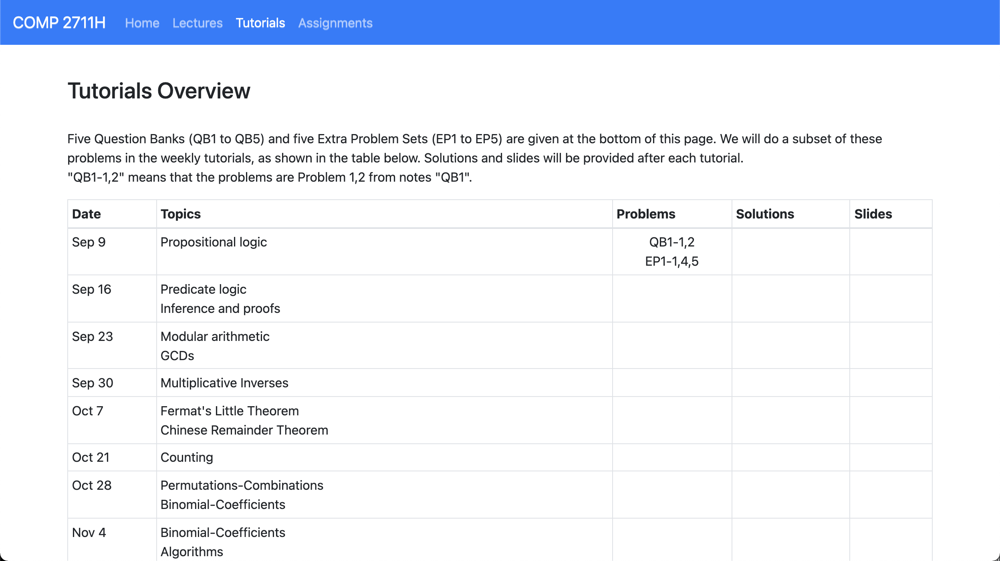 COMP 2711H Home Lectures Tutorials Assignments
Tutorials Overview
Five Question Banks (QB1 to QB5) and five Extra Problem Sets (EP1 to EP5) are given at the bottom of this page. We will do a subset of these
problems in the weekly tutorials, as shown in the table below. Solutions and slides will be provided after each tutorial.
"QB1-1,2" means that the problems are Problem 1,2 from notes "QB1".
Date Topics Problems Solutions Slides
Sep 9 Propositional logic QB1-1,2
EP1-1,4,5
Sep 16 Predicate logic
Inference and proofs
Sep 23 Modular arithmetic
GCDs
Sep 30 Multiplicative Inverses
Oct 7 Fermat's Little Theorem
Chinese Remainder Theorem
Oct 21 Counting
Oct 28 Permutations-Combinations
Binomial-Coefficients
Nov 4 Binomial-Coefficients
Algorithms